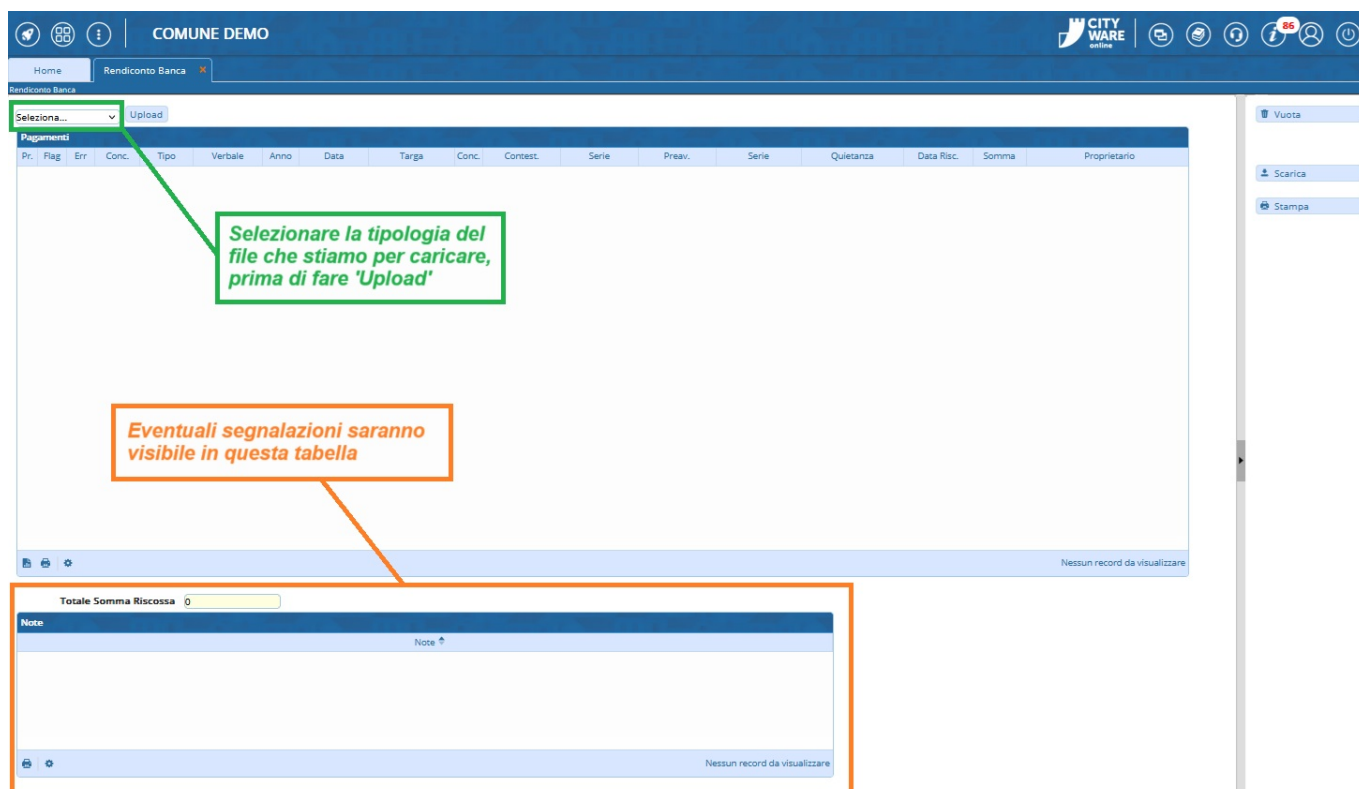 COMUNE DEMO
CITY
WARE
online
86
Home
Rendiconto Banca
Rendiconto Banca
Seleziona...
Upload
Vuota
Pagamenti
Pr. Flag Err Conc. Tipo Verbale Anno Data Targa Conc. Contest. Serie Preav. Serie Quietanza Data Risc. Somma Proprietario
Scarica
Stampa
Selezionare la tipologia del
file che stiamo per caricare,
prima di fare 'Upload'
Eventuali segnalazioni saranno
visibile in questa tabella
Nessun record da visualizzare
Totale Somma Riscossa 0
Note
Note
Nessun record da visualizzare